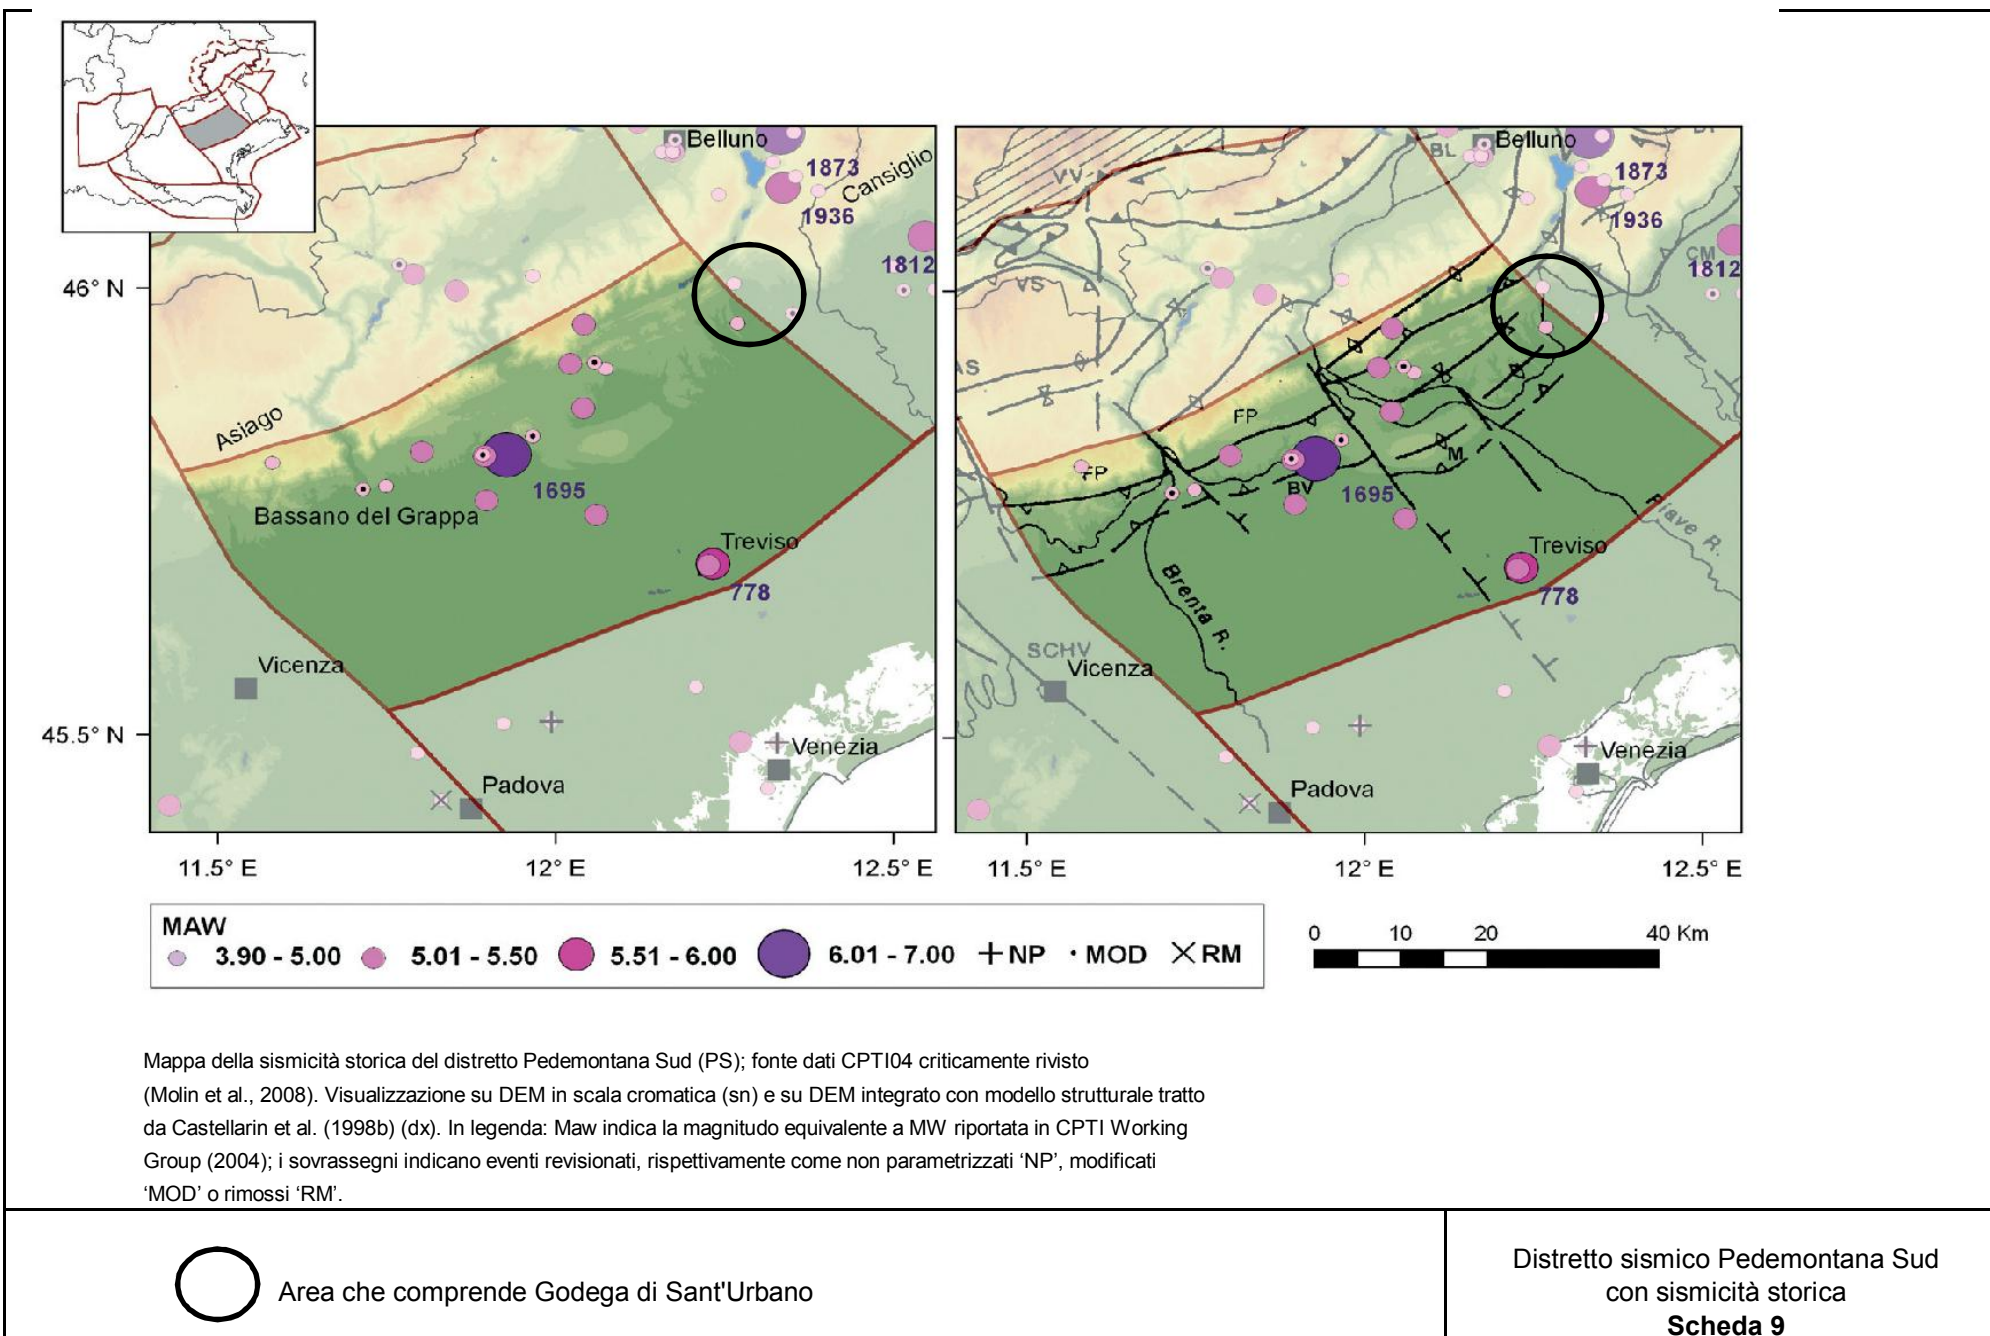 Belluno
1873
Cansiglio
1936
1812
46° N
Asiago
1695
Bassano del Grappa
Treviso
778
Vicenza
45.5° N
Venezia
Padova
11.5° E
12° E
12.5° E
VV
BL
Belluno
1873
1936
CM
1812
VS
AS
FP
FP
M
BV
1695
Piave R.
Treviso
Brenta R.
778
SCHV
Vicenza
Venezia
Padova
11.5° E
12° E
12.5° E
MAW
3.90 - 5.00
5.01 - 5.50
5.51 - 6.00
6.01 - 7.00
NP
MOD
RM
0 10 20 40 Km
Mappa della sismicità storica del distretto Pedemontana Sud (PS); fonte dati CPTI04 criticamente rivisto
(Molin et al., 2008). Visualizzazione su DEM in scala cromatica (sn) e su DEM integrato con modello strutturale tratto
da Castellarin et al. (1998b) (dx). In legenda: Maw indica la magnitudo equivalente a MW riportata in CPTI Working
Group (2004); i sovrassegni indicano eventi revisionati, rispettivamente come non parametrizzati ‘NP’, modificati
‘MOD’ o rimossi ‘RM’.
Area che comprende Godega di Sant'Urbano
Distretto sismico Pedemontana Sud
con sismicità storica
Scheda 9